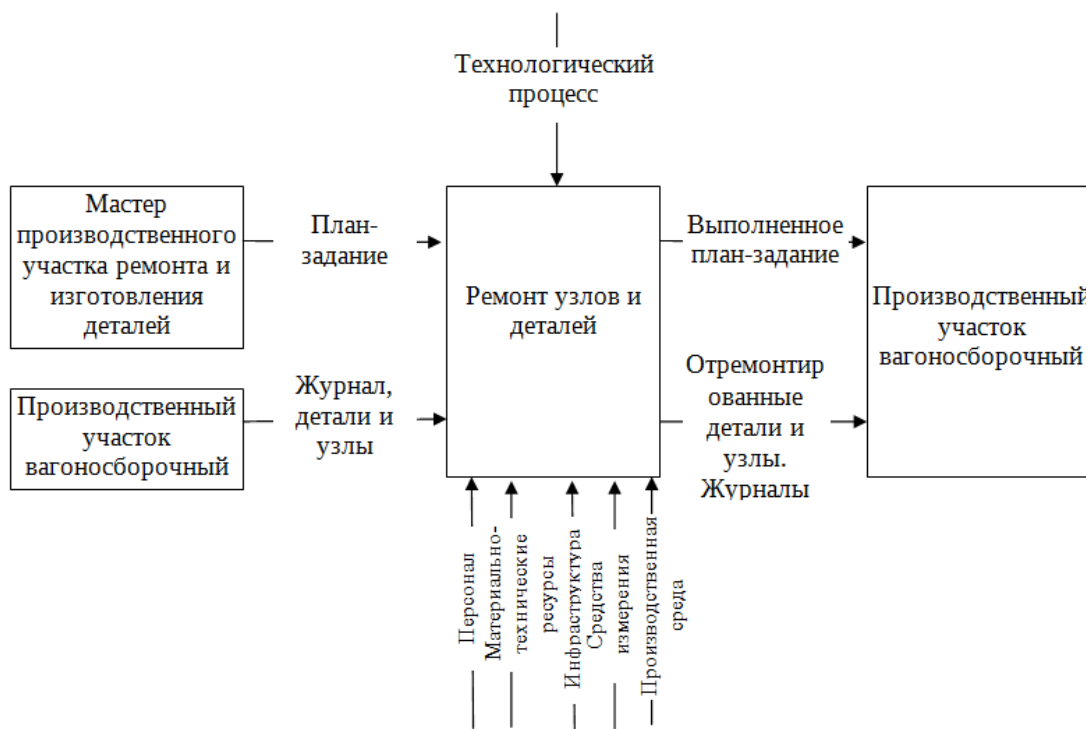 Технологический
процесс
Мастер
производственного
участка ремонта и
изготовления
деталей
План-
задание
Ремонт узлов и
деталей
Выполненное
план-задание
Производственный
участок
вагоносборочный
Производственный
участок
вагоносборочный
Журнал,
детали и
узлы
Отремонтир
ованные
детали и
узлы.
Журналы
Персонал
Материально-
технические
ресурсы
Инфраструктура
Средства
измерения
Производственная
среда